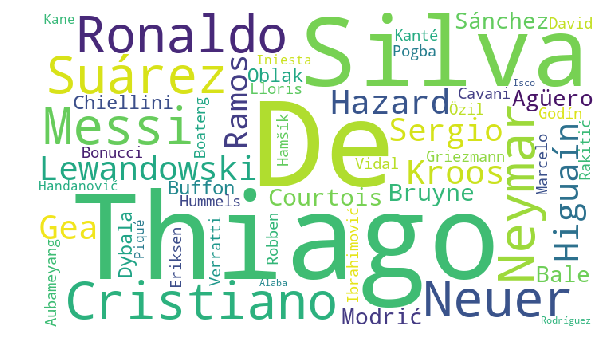 Kane
Ronaldo
Silva
Sánchez
David
Kanté
Pogba
Suárez
Iniesta
Oblak
Lloris
Ramos
Isco
Cavani
Agüero
Hazard
Chiellini
Messi
Boateng
De
Özil
Godín
Sergio
Neymar
Marcelo
Higuaín
Rakitić
Hamšík
Bonucci
Lewandowski
Vidal
Griezmann
Kroos
Handanović
Buffon
Hummels
Courtois
Bruyne
Thiago
Gea
Dybala
Piqué
Eriksen
Verratti
Robben
Ibrahimović
Aubameyang
Bale
Alaba
Cristiano
Neuer
Modrić
Rodríguez